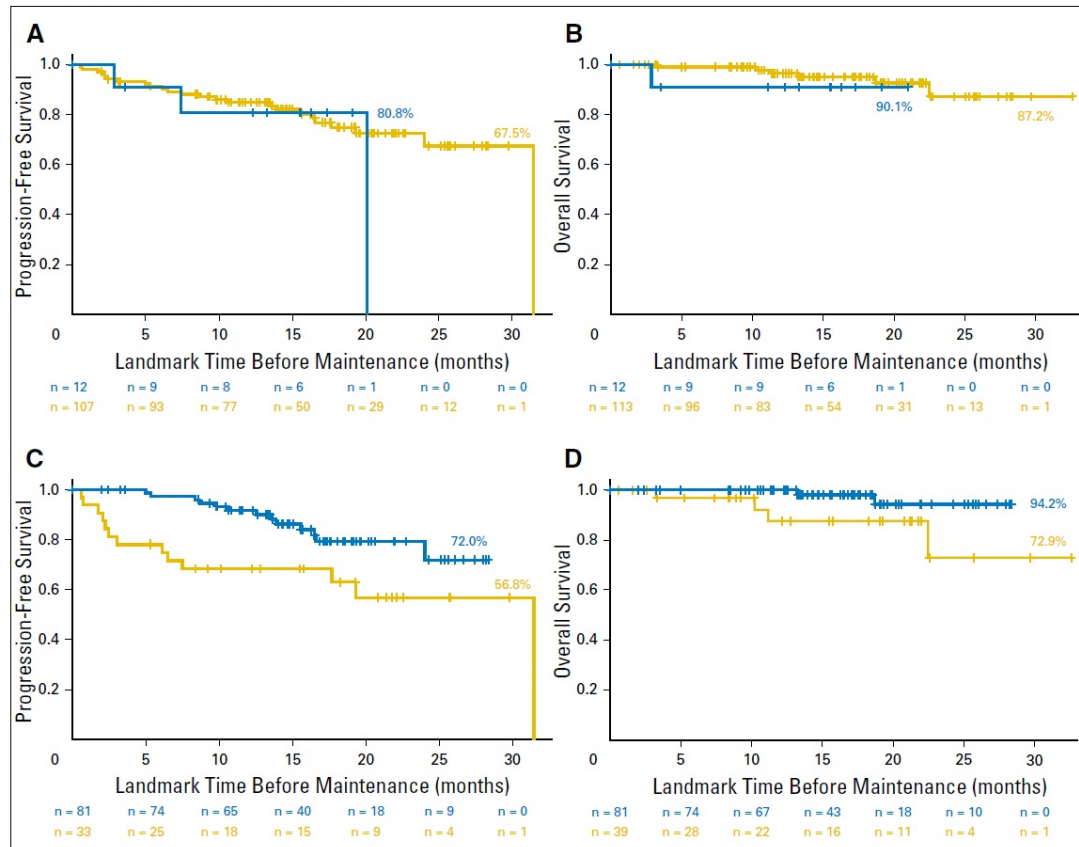 A
Progression-Free Survival
1.0
0.8
0.6
0.4
0.2
80.8%
67.5%
0 5 10 15 20 25 30
Landmark Time Before Maintenance (months)
n = 12 n = 9 n = 8 n = 6 n = 1 n = 0 n = 0
n = 107 n = 93 n = 77 n = 50 n = 29 n = 12 n = 1
B
Overall Survival
1.0
0.8
0.6
0.4
0.2
90.1%
87.2%
0 5 10 15 20 25 30
Landmark Time Before Maintenance (months)
n = 12 n = 9 n = 9 n = 6 n = 1 n = 0 n = 0
n = 113 n = 96 n = 83 n = 54 n = 31 n = 13 n = 1
C
Progression-Free Survival
1.0
0.8
0.6
0.4
0.2
72.0%
56.8%
0 5 10 15 20 25 30
Landmark Time Before Maintenance (months)
n = 81 n = 74 n = 65 n = 40 n = 18 n = 9 n = 0
n = 33 n = 25 n = 18 n = 15 n = 9 n = 4 n = 1
D
Overall Survival
1.0
0.8
0.6
0.4
0.2
94.2%
72.9%
0 5 10 15 20 25 30
Landmark Time Before Maintenance (months)
n = 81 n = 74 n = 67 n = 43 n = 18 n = 10 n = 0
n = 39 n = 28 n = 22 n = 16 n = 11 n = 4 n = 1